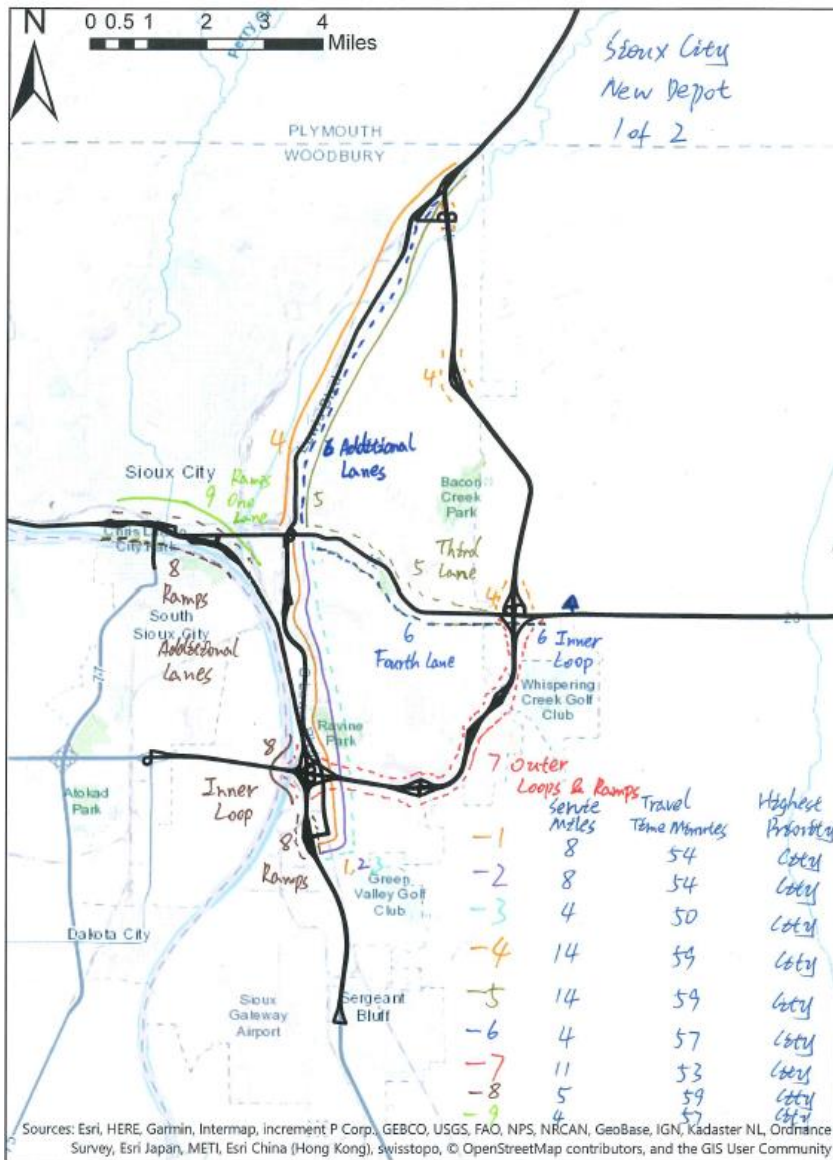 N
0 0.5 1 2 3 4
Miles
Perry
Sioux City
New Depot
1 of 2
PLYMOUTH
WOODBURY
4
4
6 Additional
Lanes
Sioux City
9 Ramps
One
Lane
5
Bacon
Creek
Park
Third
Lane
5
City Park
8
Ramps
South
Sioux City
Additional
Lanes
77
4
20
6
Fourth Lane
6 Inner
Loop
Whispering
Creek Golf
Club
Ravine
Park
8
Inner
Loop
Atokad
Park
7 Outer
Loops & Ramps
8
Ramps
1, 2, 3
Green
Valley Golf
Club
Dakota City
Sioux
Gateway
Airport
Sergeant
Bluff
Service Miles Travel Time Minutes Highest Priority
-1 8 54 City
-2 8 54 City
-3 4 50 City
-4 14 59 City
-5 14 59 City
-6 4 57 City
-7 11 53 City
-8 5 59 City
-9 4 57 City
Sources: Esri, HERE, Garmin, Intermap, increment P Corp., GEBCO, USGS, FAO, NPS, NRCAN, GeoBase, IGN, Kadaster NL, Ordnance
Survey, Esri Japan, METI, Esri China (Hong Kong), swisstopo, © OpenStreetMap contributors, and the GIS User Community